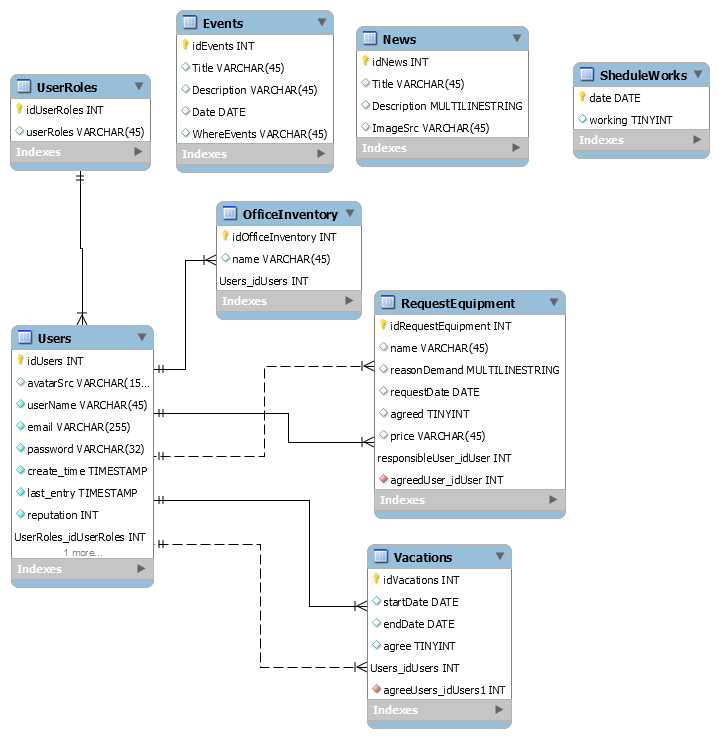 Events
idEvents INT
Title VARCHAR(45)
Description VARCHAR(45)
Date DATE
WhereEvents VARCHAR(45)
Indexes
News
idNews INT
Title VARCHAR(45)
Description MULTILINESTRING
ImageSrc VARCHAR(45)
Indexes
SheduleWorks
date DATE
working TINYINT
Indexes
UserRoles
idUserRoles INT
userRoles VARCHAR(45)
Indexes
OfficeInventory
idOfficeInventory INT
name VARCHAR(45)
Users_idUsers INT
Indexes
RequestEquipment
idRequestEquipment INT
name VARCHAR(45)
reasonDemand MULTILINESTRING
requestDate DATE
agreed TINYINT
price VARCHAR(45)
responsibleUser_idUser INT
agreedUser_idUser INT
Indexes
Users
idUsers INT
avatarSrc VARCHAR(15...
userName VARCHAR(45)
email VARCHAR(255)
password VARCHAR(32)
create_time TIMESTAMP
last_entry TIMESTAMP
reputation INT
UserRoles_idUserRoles INT
1 more...
Indexes
Vacations
idVacations INT
startDate DATE
endDate DATE
agree TINYINT
Users_idUsers INT
agreeUsers_idUsers1 INT
Indexes